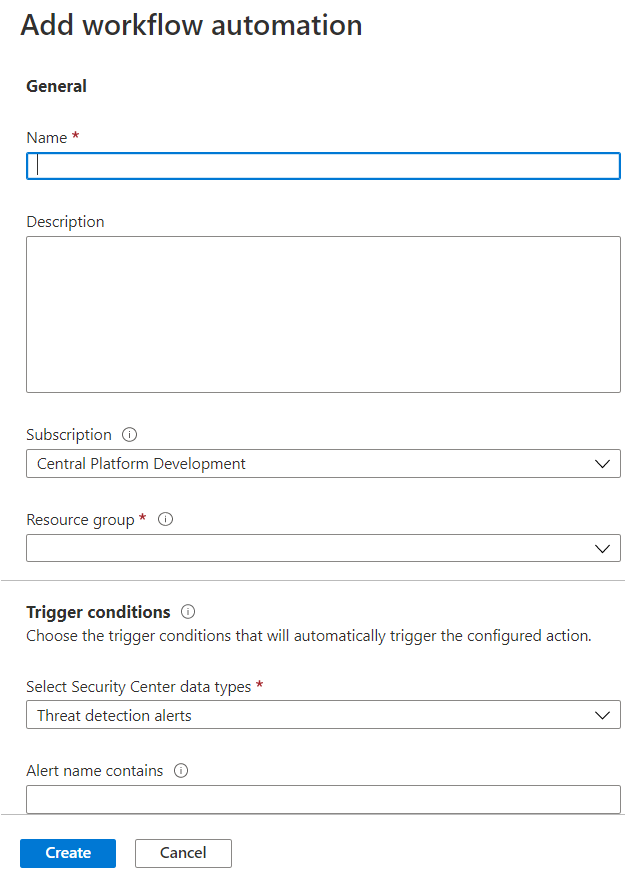 Add workflow automation
General
Name *
Description
Subscription
Central Platform Development
Resource group *
Trigger conditions
Choose the trigger conditions that will automatically trigger the configured action.
Select Security Center data types *
Threat detection alerts
Alert name contains
Create Cancel